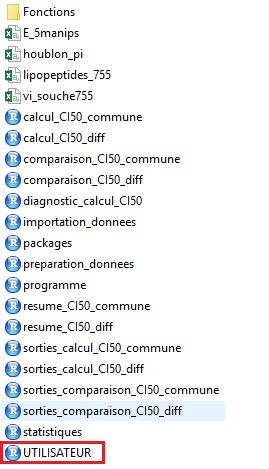 Fonctions
E_5manips
houblon_pi
lipopeptides_755
vi_souche755
calcul_CI50_commune
calcul_CI50_diff
comparaison_CI50_commune
comparaison_CI50_diff
diagnostic_calcul_CI50
importation_donnees
packages
preparation_donnees
programme
resume_CI50_commune
resume_CI50_diff
sorties_calcul_CI50_commune
sorties_calcul_CI50_diff
sorties_comparaison_CI50_commune
sorties_comparaison_CI50_diff
statistiques
UTILISATEUR